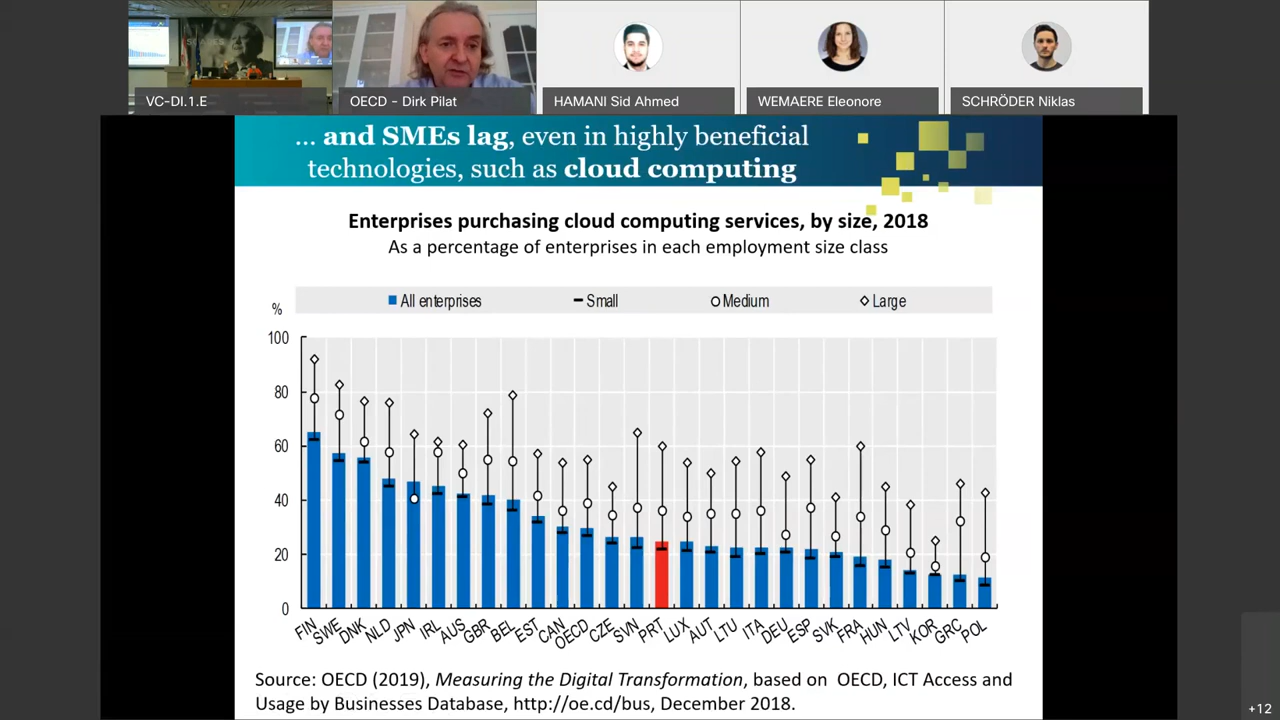 VC-DI.1.E
OECD - Dirk Pilat
HAMANI Sid Ahmed
WEMAERE Eleonore
SCHRÖDER Niklas
... and SMEs lag, even in highly beneficial
technologies, such as cloud computing
Enterprises purchasing cloud computing services, by size, 2018
As a percentage of enterprises in each employment size class
%
All enterprises
Small
Medium
Large
100
80
60
40
20
0
FIN
SWE
DNK
NLD
JPN
IRL
AUS
GBR
BEL
EST
CAN
OECD
CZE
SVN
PRT
LUX
AUT
LTU
ITA
DEU
ESP
SVK
FRA
HUN
LTV
KOR
GRC
POL
Source: OECD (2019), Measuring the Digital Transformation, based on OECD, ICT Access and
Usage by Businesses Database, http://oe.cd/bus, December 2018.
+12